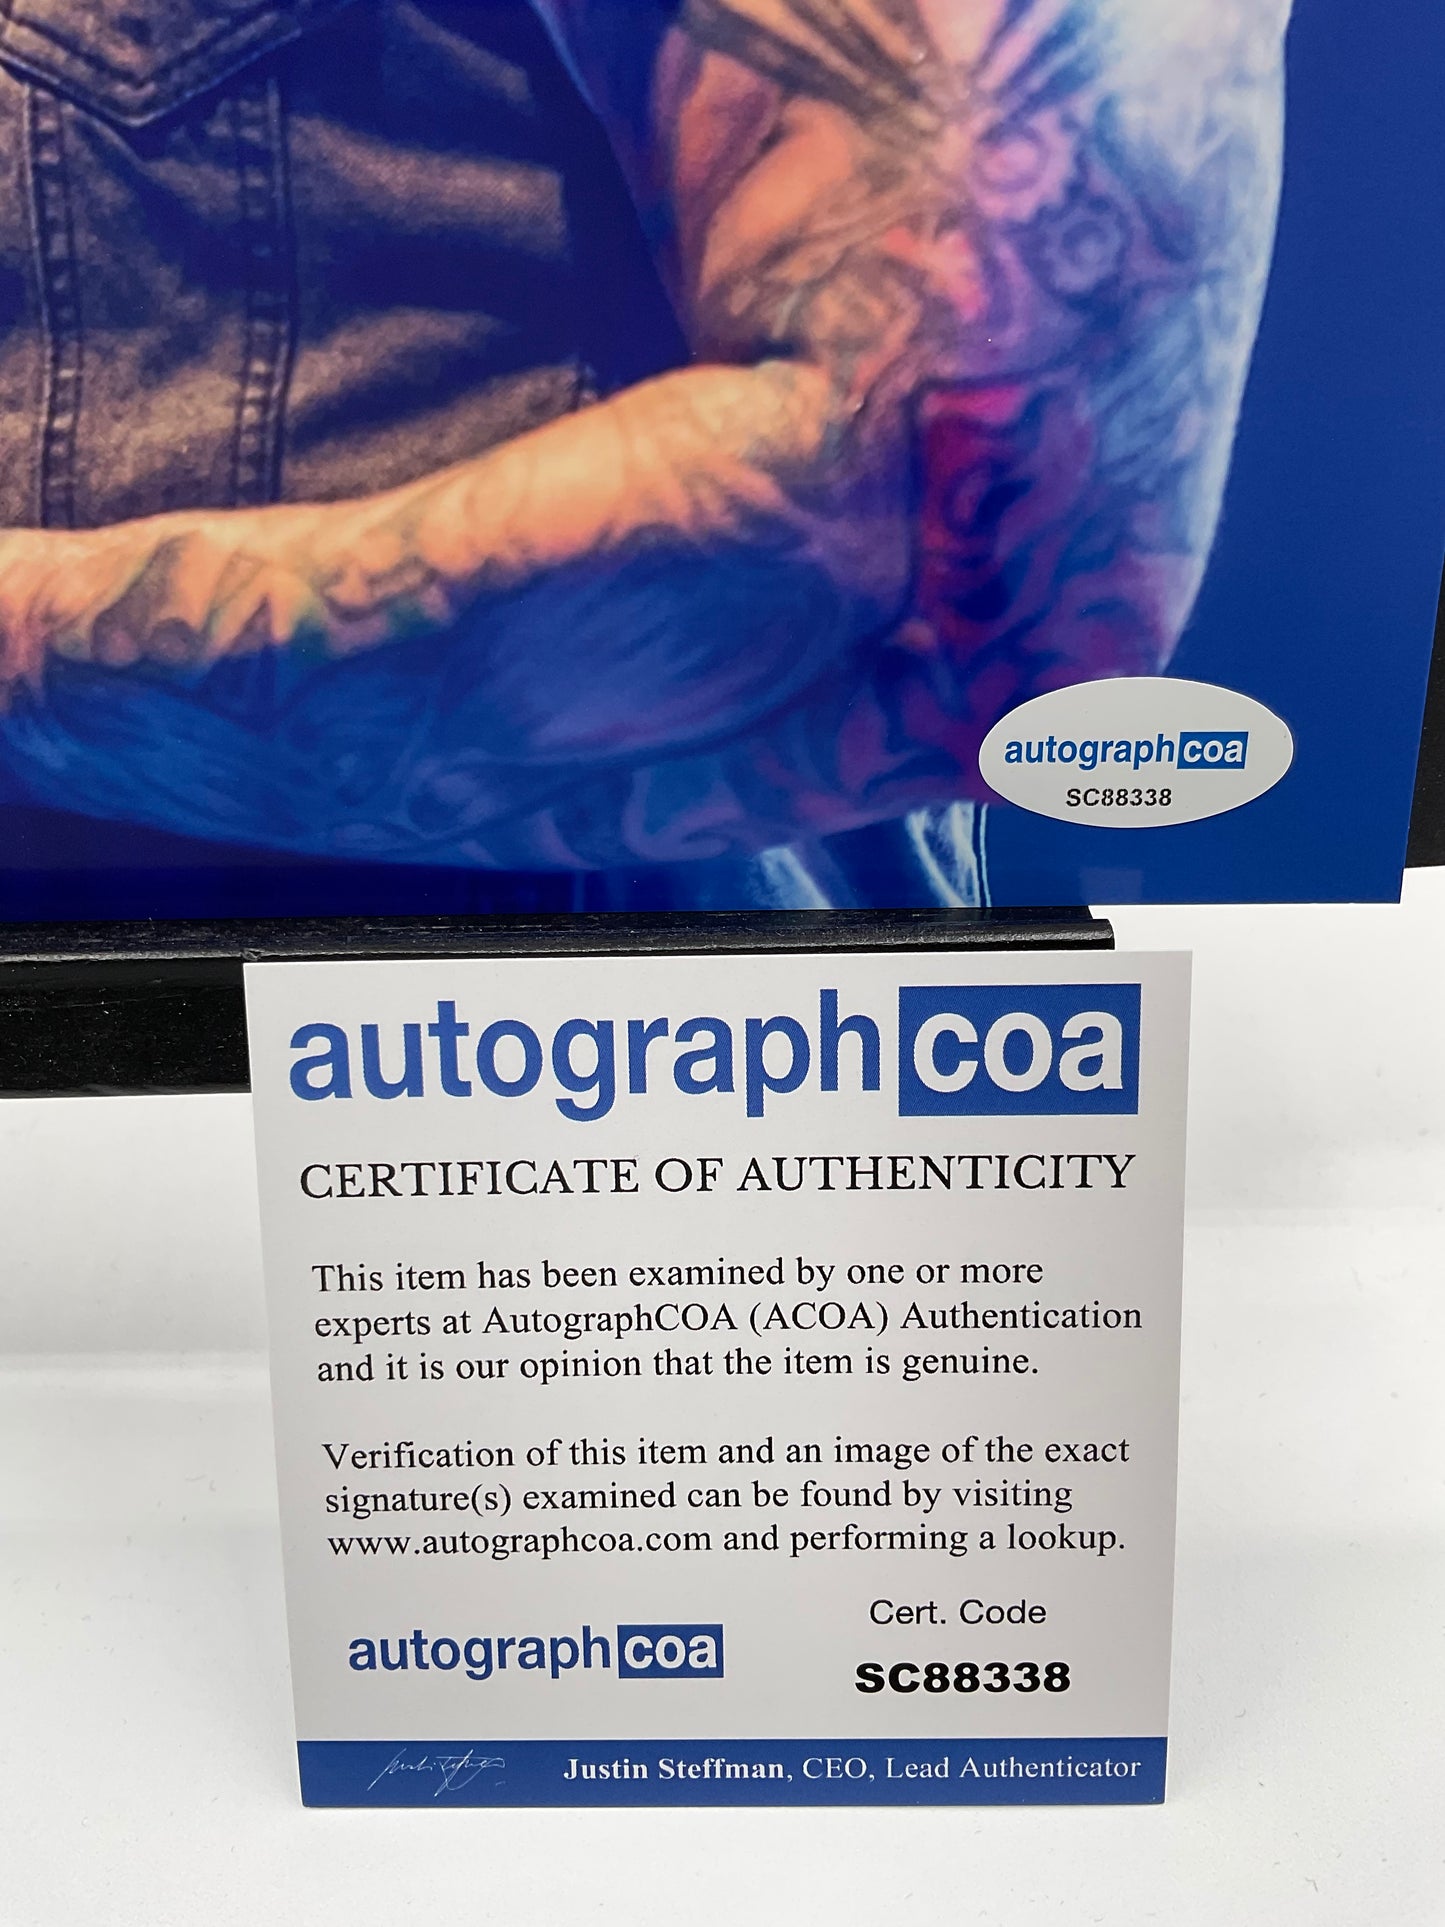 autographcoa
SC88338
autographcoa
CERTIFICATE OF AUTHENTICITY
This item has been examined by one or more
experts at AutographCOA (ACOA) Authentication
and it is our opinion that the item is genuine.
Verification of this item and an image of the exact
signature(s) examined can be found by visiting
www.autographcoa.com and performing a lookup.
Cert. Code
autographcoa
SC88338
Justin Steffman, CEO, Lead Authenticator